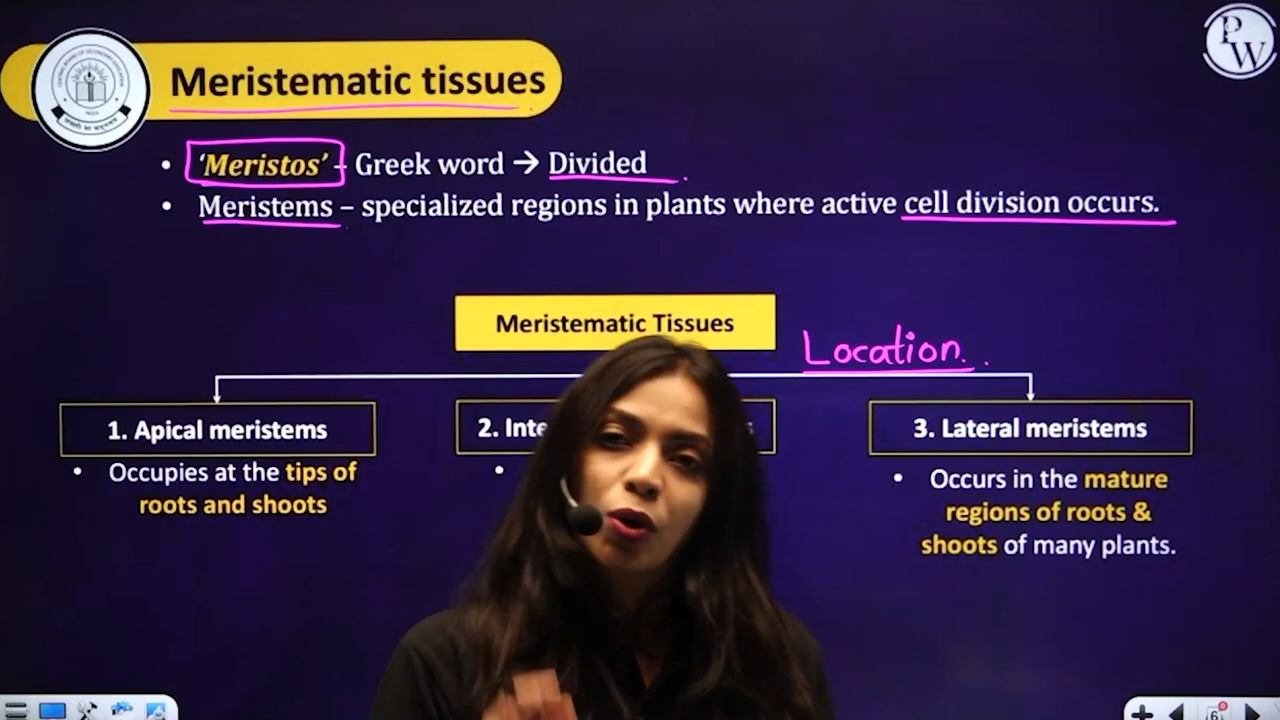 Meristematic tissues
PW
• 'Meristos' – Greek word → Divided
• Meristems – specialized regions in plants where active cell division occurs.
Meristematic Tissues
Location.
1. Apical meristems
• Occupies at the tips of
roots and shoots
2.
3. Lateral meristems
• Occurs in the mature
regions of roots &
shoots of many plants.
6